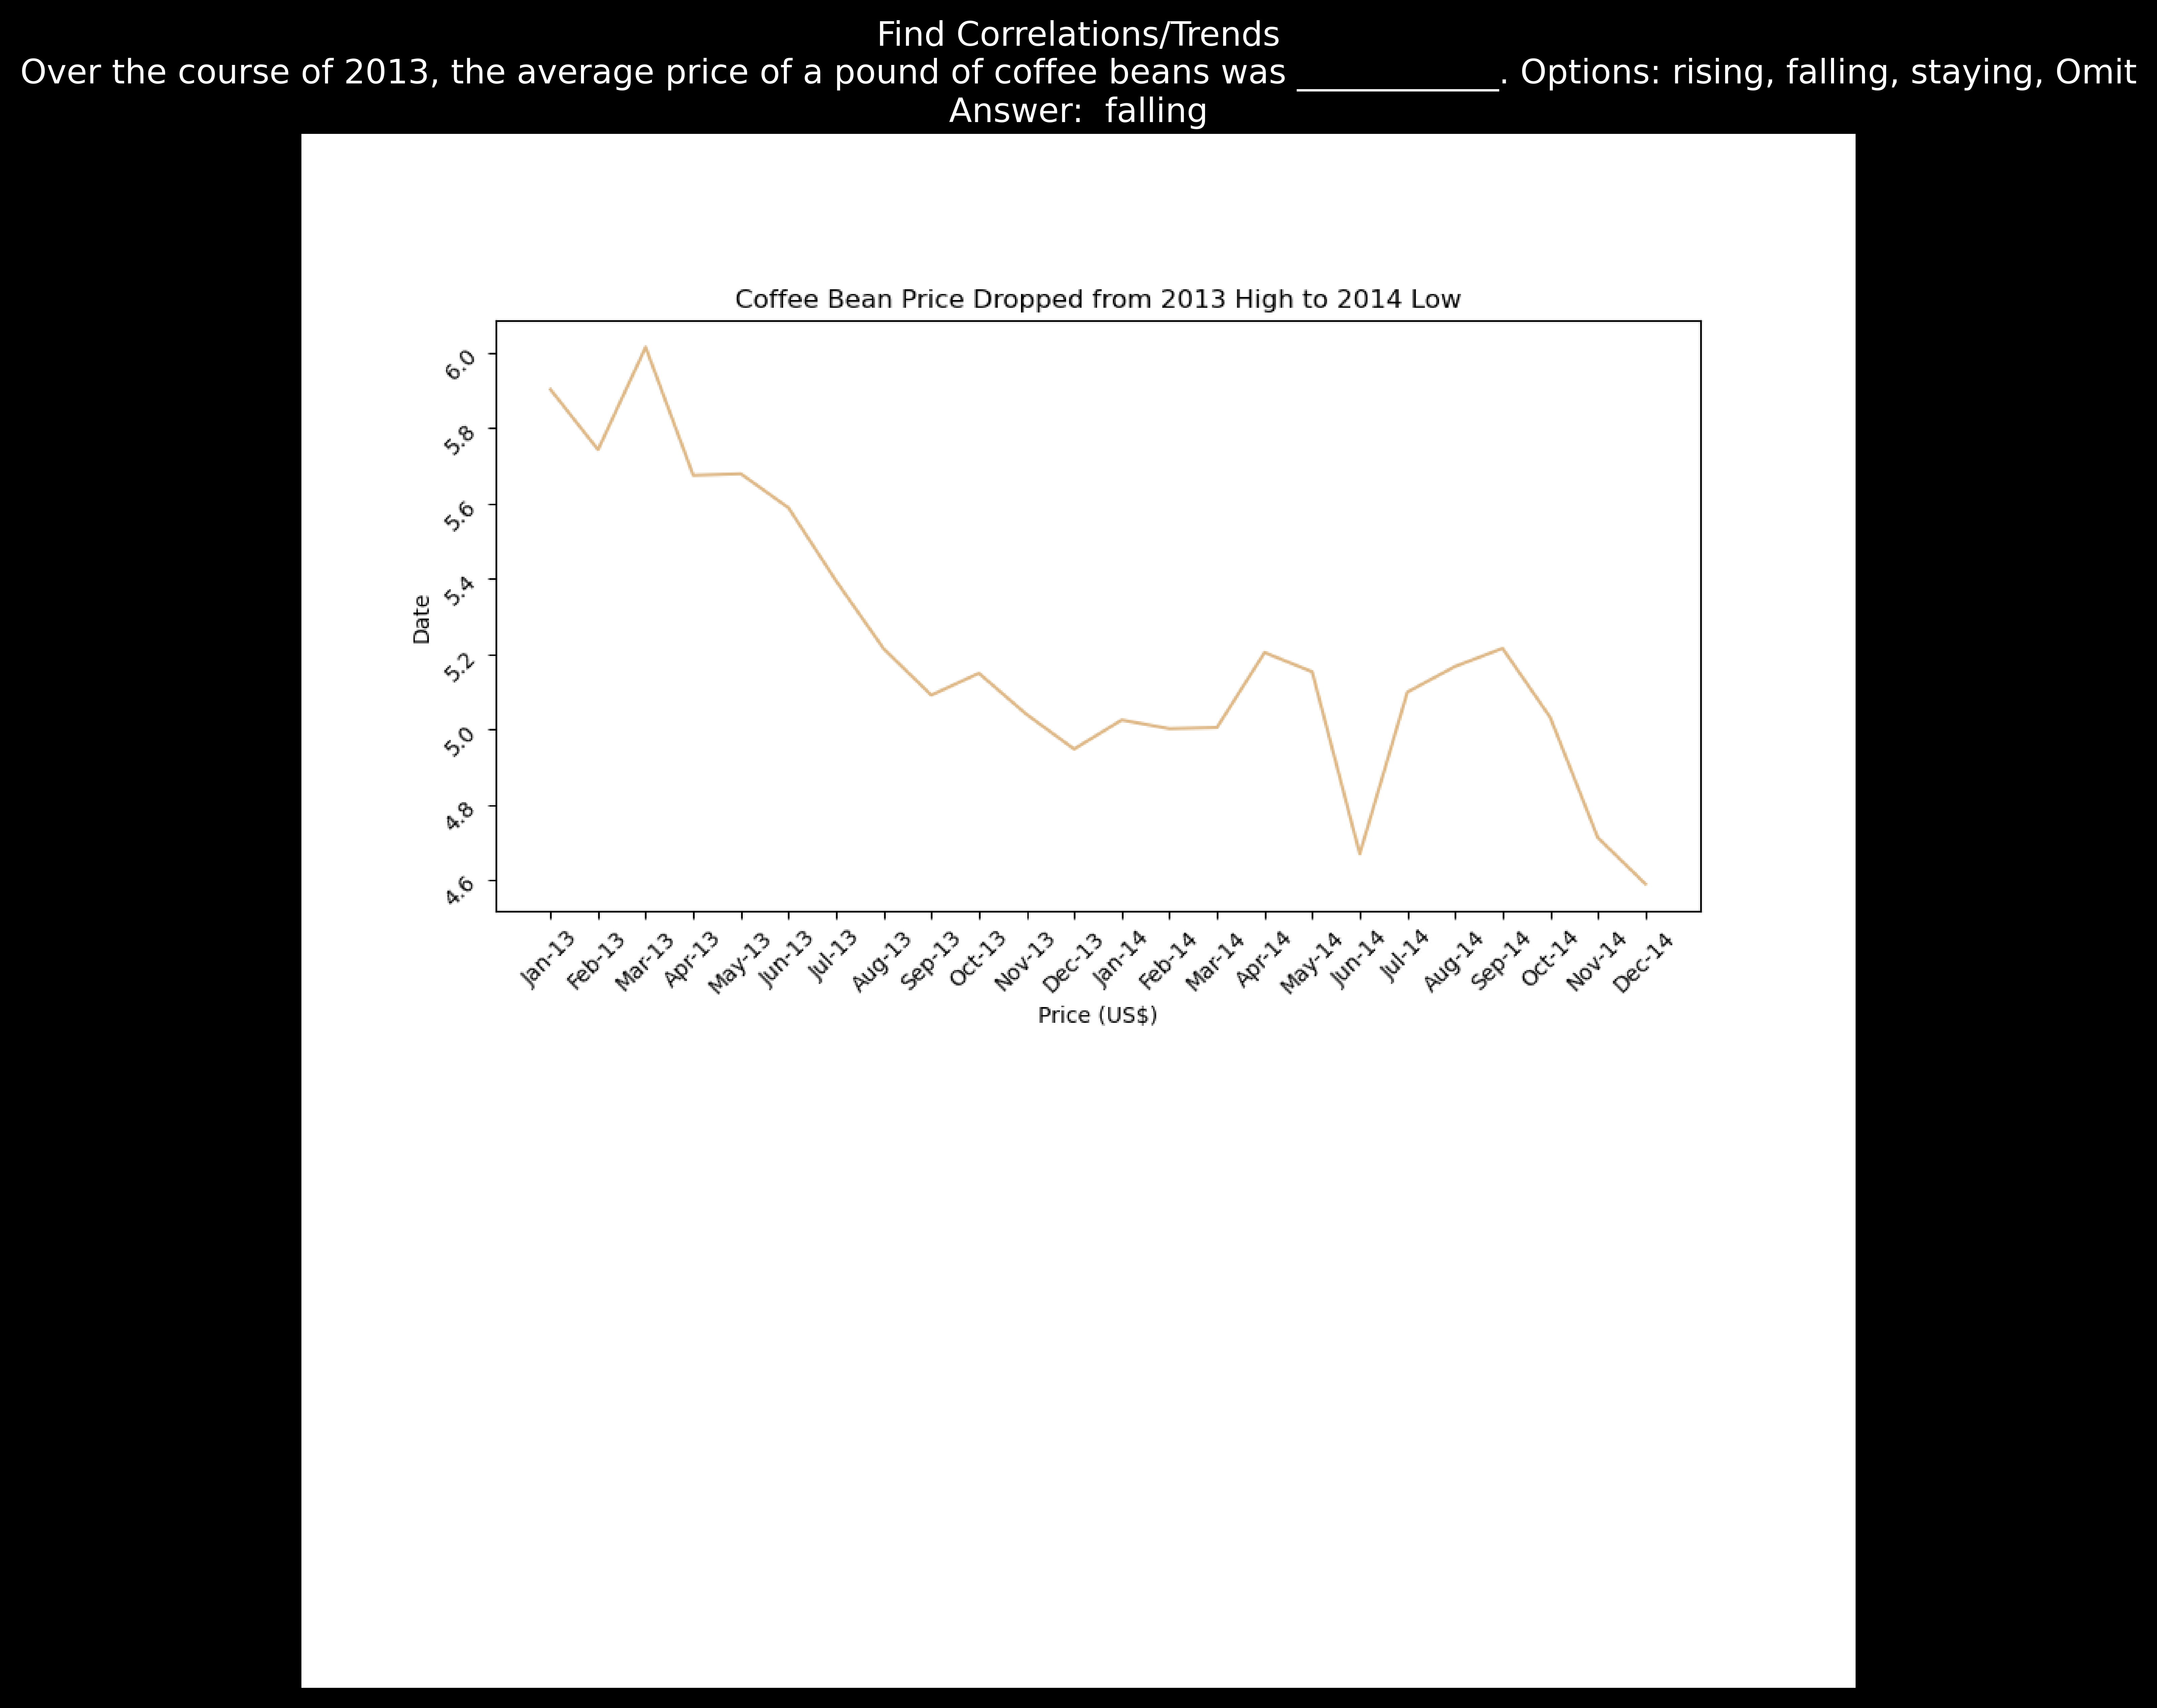 Find Correlations/Trends
Over the course of 2013, the average price of a pound of coffee beans was ____________. Options: rising, falling, staying, Omit
Answer:  falling
Coffee Bean Price Dropped from 2013 High to 2014 Low
6.0
5.8
5.6
5.4
5.2
5.0
4.8
4.6
Date
Jan-13
Feb-13
Mar-13
Apr-13
May-13
Jun-13
Jul-13
Aug-13
Sep-13
Oct-13
Nov-13
Dec-13
Jan-14
Feb-14
Mar-14
Apr-14
May-14
Jun-14
Jul-14
Aug-14
Sep-14
Oct-14
Nov-14
Dec-14
Price (US$)